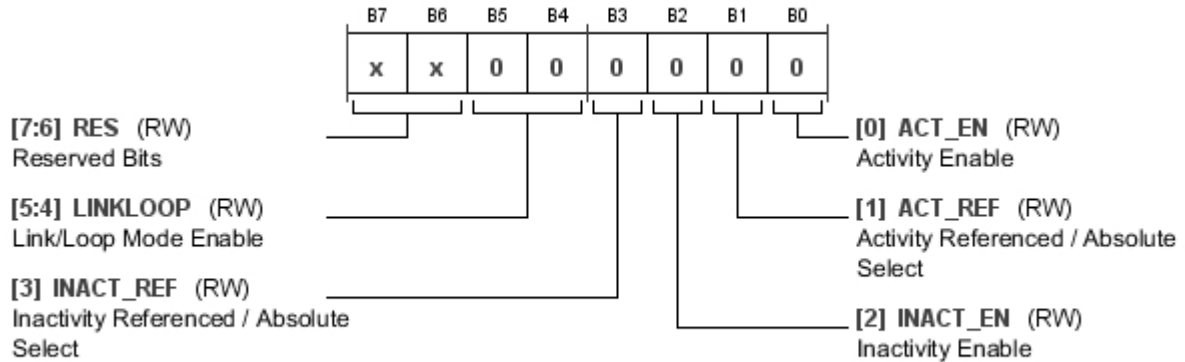 B7 B6 B5 B4 B3 B2 B1 B0
x x 0 0 0 0 0 0
[7:6] RES (RW)
Reserved Bits
[5:4] LINKLOOP (RW)
Link/Loop Mode Enable
[3] INACT_REF (RW)
Inactivity Referenced / Absolute
Select
[0] ACT_EN (RW)
Activity Enable
[1] ACT_REF (RW)
Activity Referenced / Absolute
Select
[2] INACT_EN (RW)
Inactivity Enable